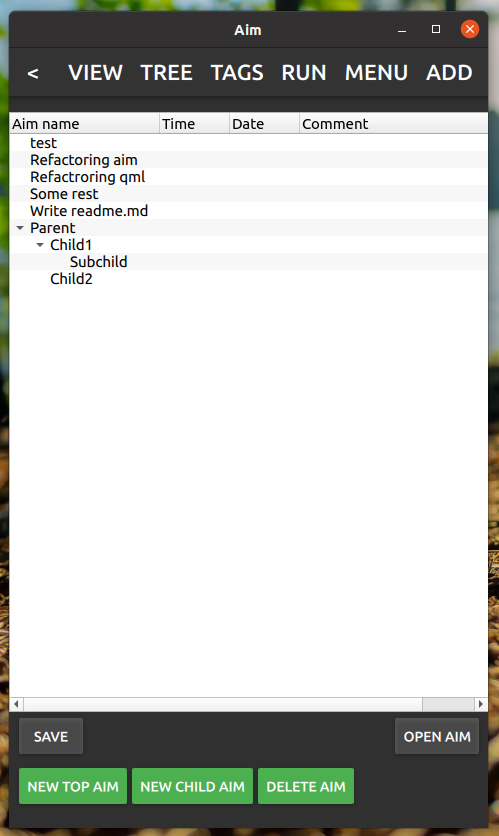 Aim
< VIEW TREE TAGS RUN MENU ADD
Aim name Time Date Comment
test
Refactoring aim
Refactroring qml
Some rest
Write readme.md
Parent
Child1
Subchild
Child2
SAVE OPEN AIM
NEW TOP AIM NEW CHILD AIM DELETE AIM